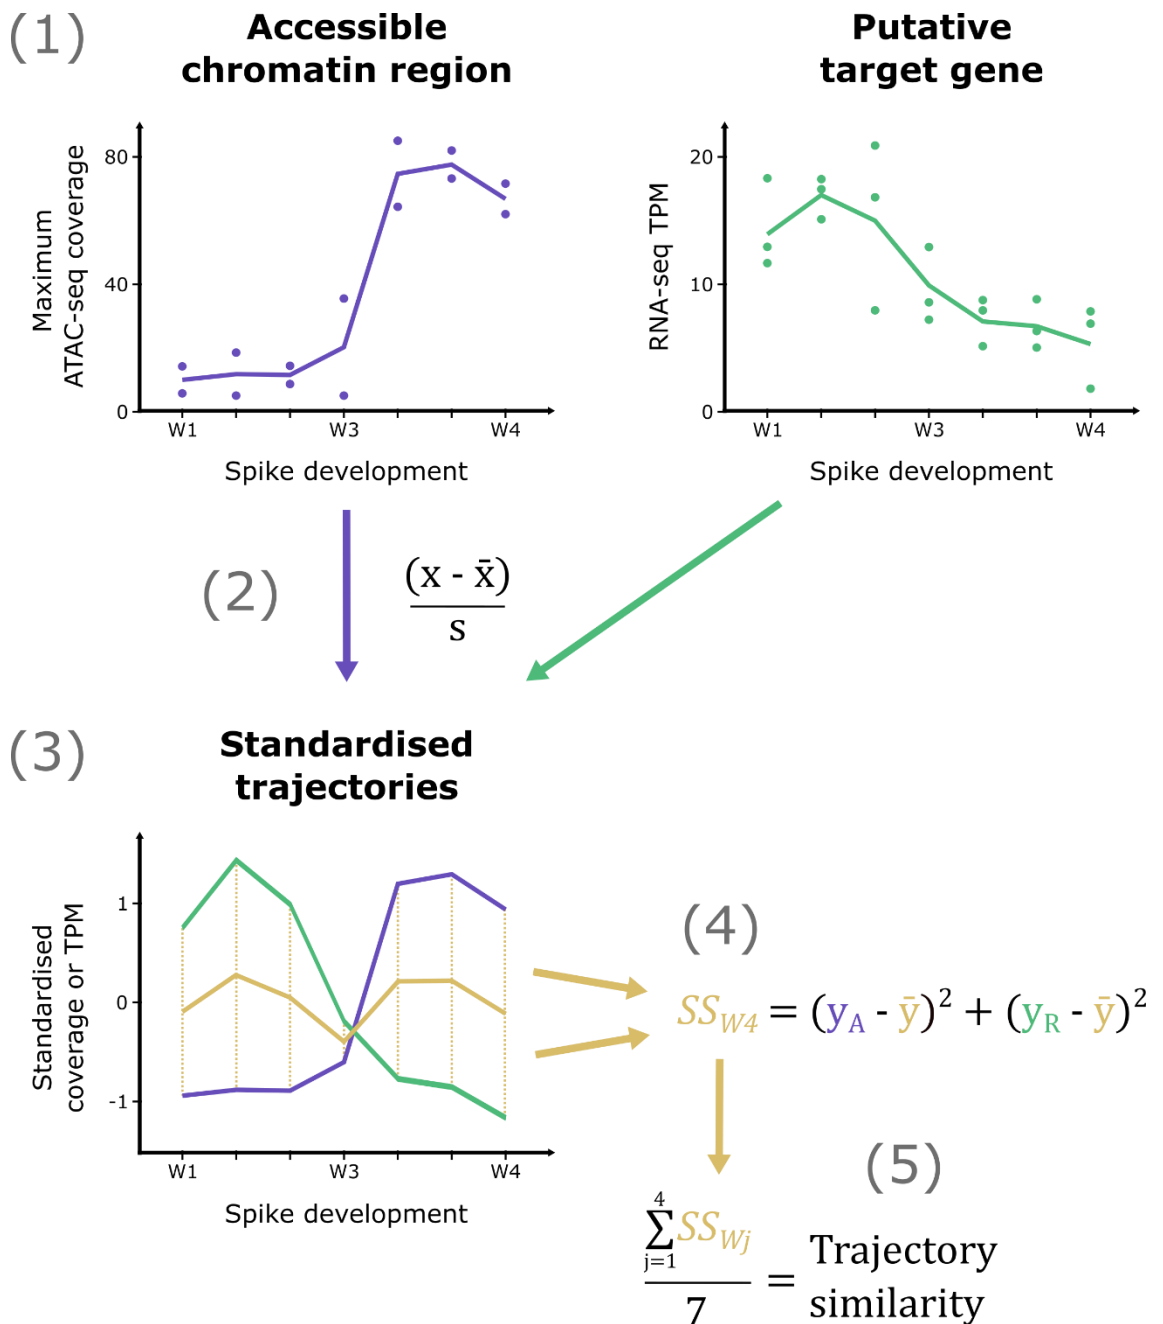 (1)
Accessible
chromatin region
Putative
target gene
Maximum
ATAC-seq coverage
80
40
0
W1
W3
W4
Spike development
RNA-seq TPM
20
10
0
W1
W3
W4
Spike development
(2)
(x - x̄)
s
(3)
Standardised
trajectories
Standardised
coverage or TPM
1
0
-1
W1
W3
W4
Spike development
(4)
SS_W4 = (y_A - ȳ)² + (y_R - ȳ)²
(5)
4
∑ SS_Wj
j=1
7
= Trajectory
similarity